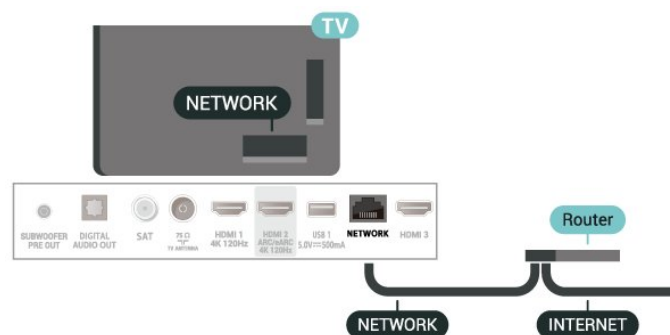 TV
NETWORK
SUBWOOFER
PRE OUT
DIGITAL
AUDIO OUT
SAT
75 Ω
TV ANTENNA
HDMI 1
4K 120Hz
HDMI 2
ARC/eARC
4K 120Hz
USB 1
5.0V⎓500mA
NETWORK
HDMI 3
Router
NETWORK
INTERNET